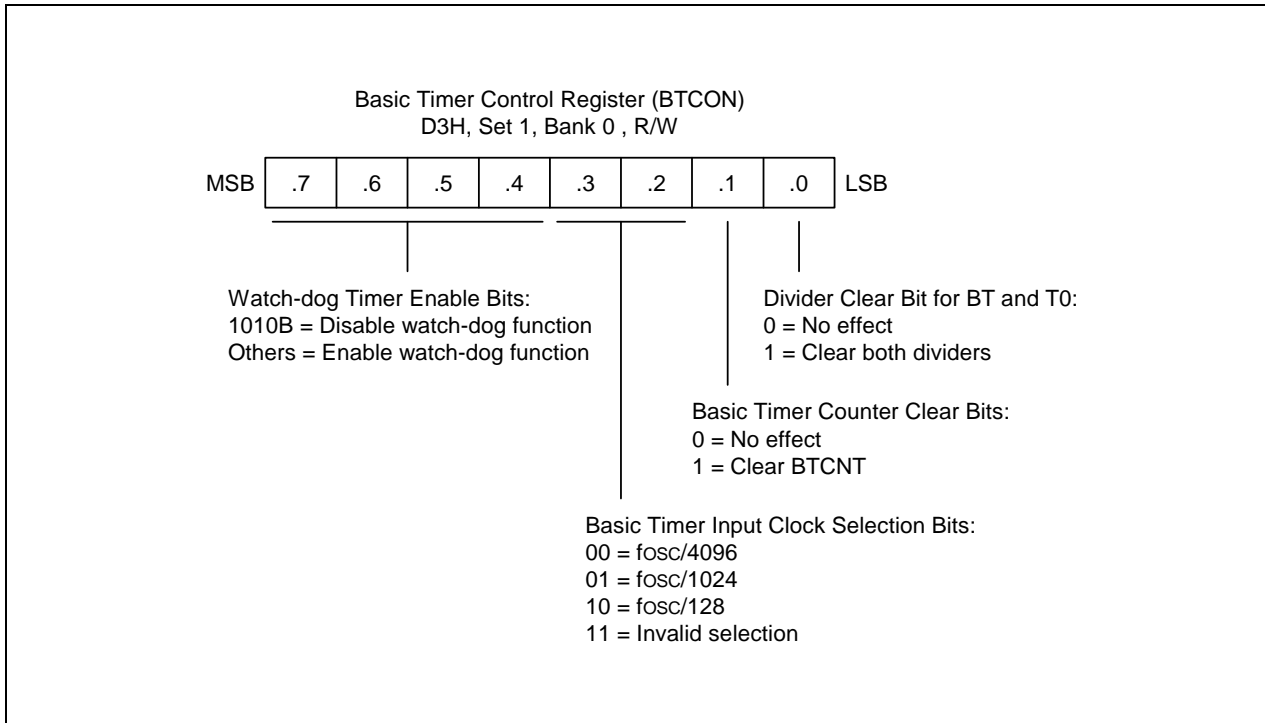 Basic Timer Control Register (BTCON)
D3H, Set 1, Bank 0 , R/W
MSB .7 .6 .5 .4 .3 .2 .1 .0 LSB
Watch-dog Timer Enable Bits:
1010B = Disable watch-dog function
Others = Enable watch-dog function
Divider Clear Bit for BT and T0:
0 = No effect
1 = Clear both dividers
Basic Timer Counter Clear Bits:
0 = No effect
1 = Clear BTCNT
Basic Timer Input Clock Selection Bits:
00 = fOSC/4096
01 = fOSC/1024
10 = fOSC/128
11 = Invalid selection